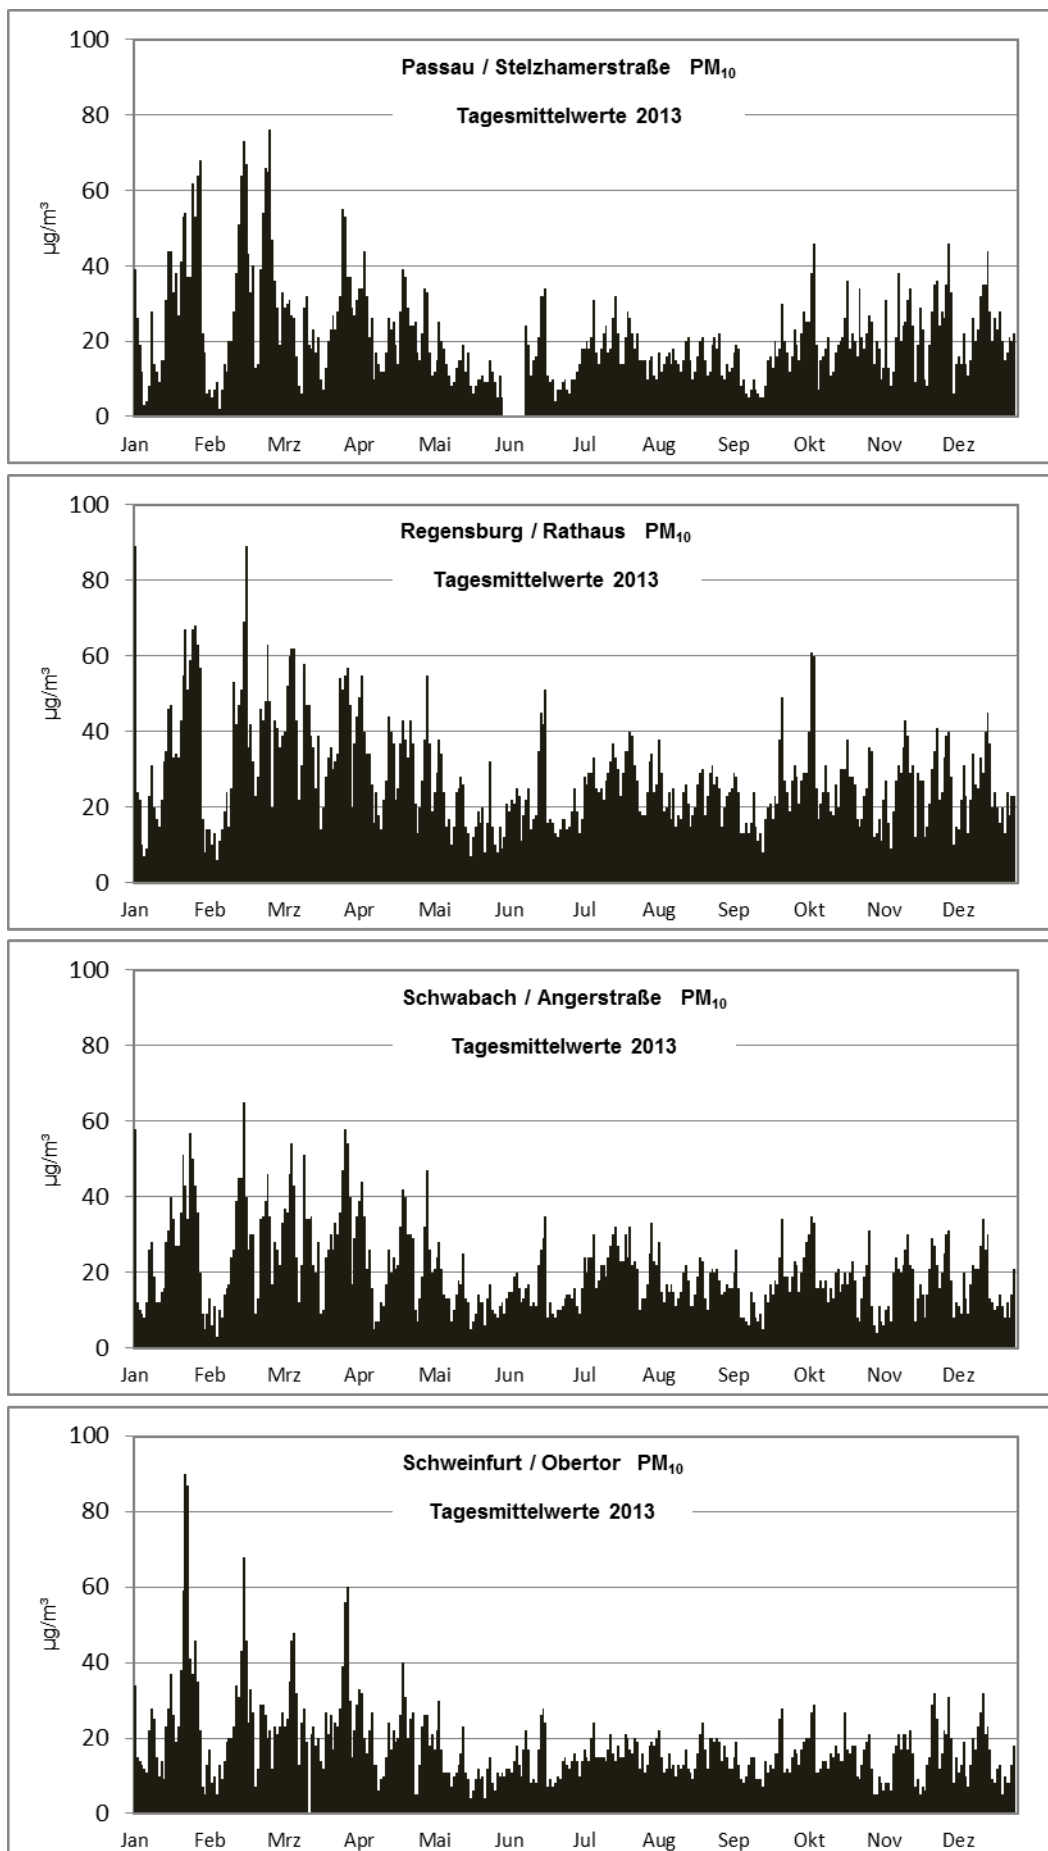 Passau / Stelzhamerstraße PM₁₀
Tagesmittelwerte 2013
µg/m³
100
80
60
40
20
0
Jan Feb Mrz Apr Mai Jun Jul Aug Sep Okt Nov Dez
Regensburg / Rathaus PM₁₀
Tagesmittelwerte 2013
µg/m³
100
80
60
40
20
0
Jan Feb Mrz Apr Mai Jun Jul Aug Sep Okt Nov Dez
Schwabach / Angerstraße PM₁₀
Tagesmittelwerte 2013
µg/m³
100
80
60
40
20
0
Jan Feb Mrz Apr Mai Jun Jul Aug Sep Okt Nov Dez
Schweinfurt / Obertor PM₁₀
Tagesmittelwerte 2013
µg/m³
100
80
60
40
20
0
Jan Feb Mrz Apr Mai Jun Jul Aug Sep Okt Nov Dez